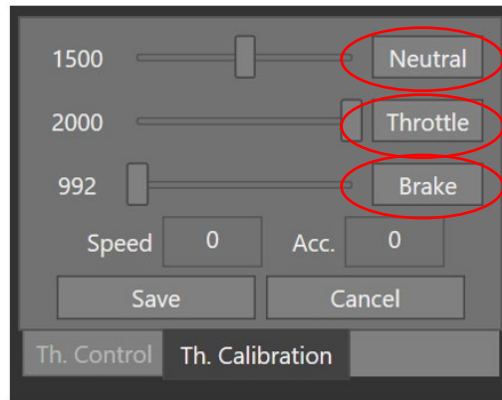 1500 Neutral
2000 Throttle
992 Brake
Speed 0 Acc. 0
Save Cancel
Th. Control Th. Calibration